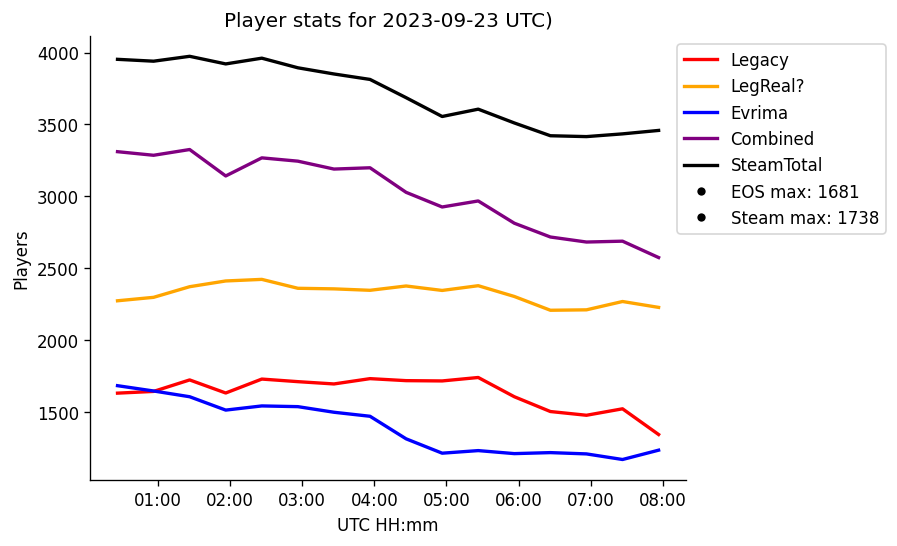 Player stats for 2023-09-23 UTC)
4000
3500
3000
2500
2000
1500
Players
01:00 02:00 03:00 04:00 05:00 06:00 07:00 08:00
UTC HH:mm
Legacy
LegReal?
Evrima
Combined
SteamTotal
EOS max: 1681
Steam max: 1738